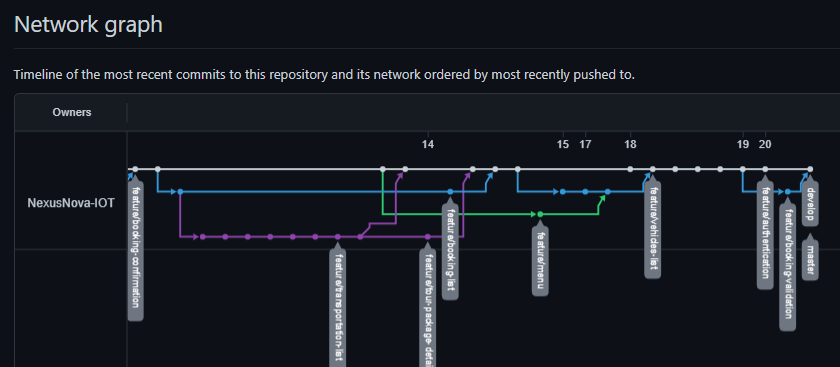 Network graph
Timeline of the most recent commits to this repository and its network ordered by most recently pushed to.
Owners
14
15
17
18
19
20
NexusNova-IOT
feature/booking-confirmation
feature/transportation-list
feature/tour-package-detai
feature/booking-list
feature/menu
feature/vehicles-list
feature/authentication
feature/booking-validation
develop
master